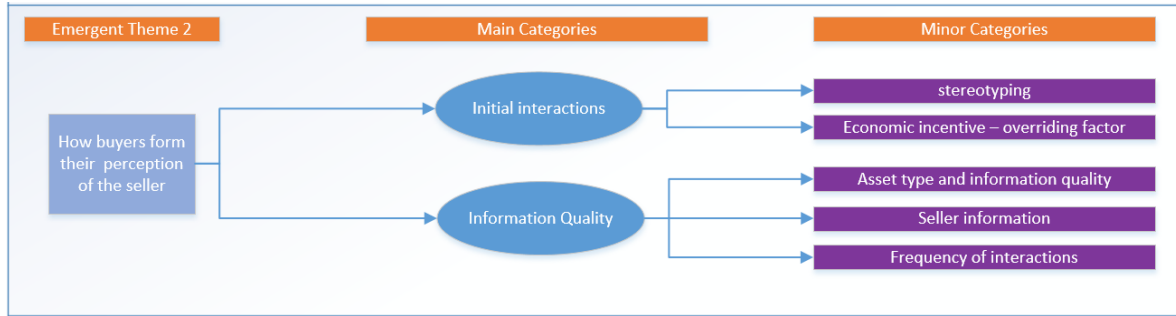 Emergent Theme 2
Main Categories
Minor Categories
How buyers form
their perception
of the seller
Initial interactions
Information Quality
stereotyping
Economic incentive – overriding factor
Asset type and information quality
Seller information
Frequency of interactions